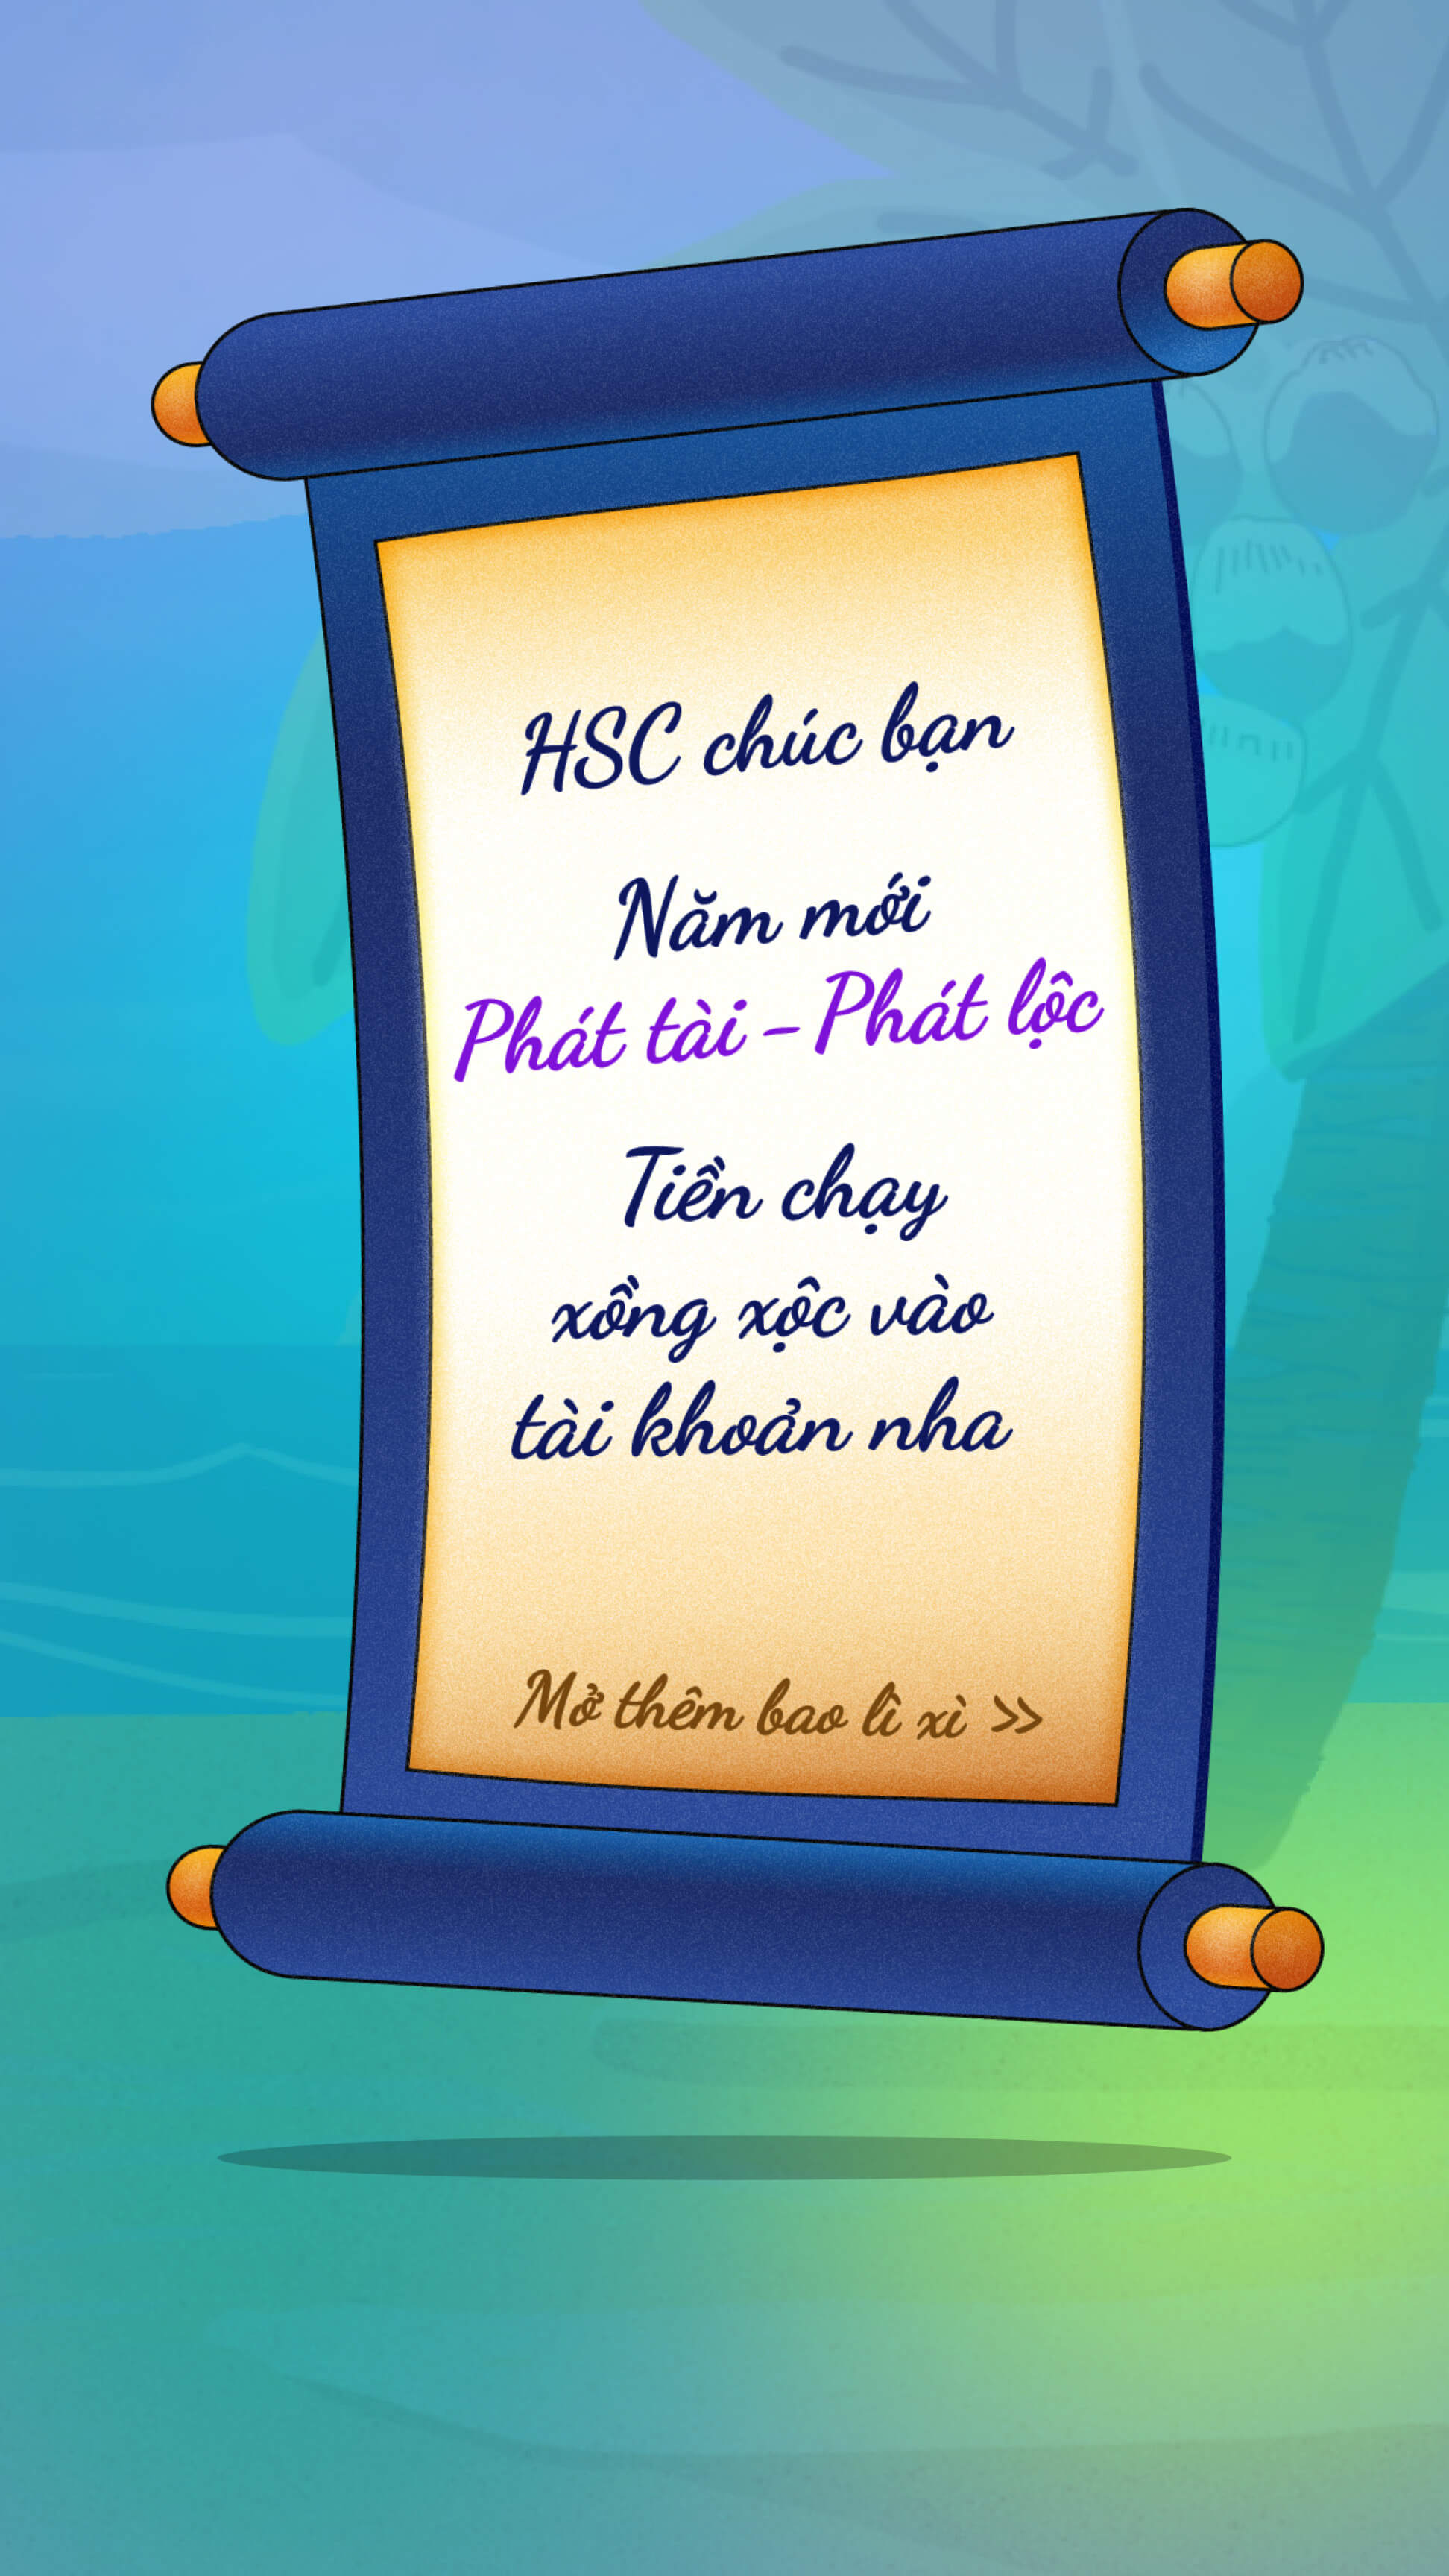 HSC chúc bạn
Năm mới
Phát tài - Phát lộc
Tiền chạy
xồng xộc vào
tài khoản nha
Mở thêm bao lì xì >>